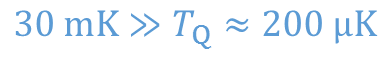 30 mK ≫ T_Q ≈ 200 μK